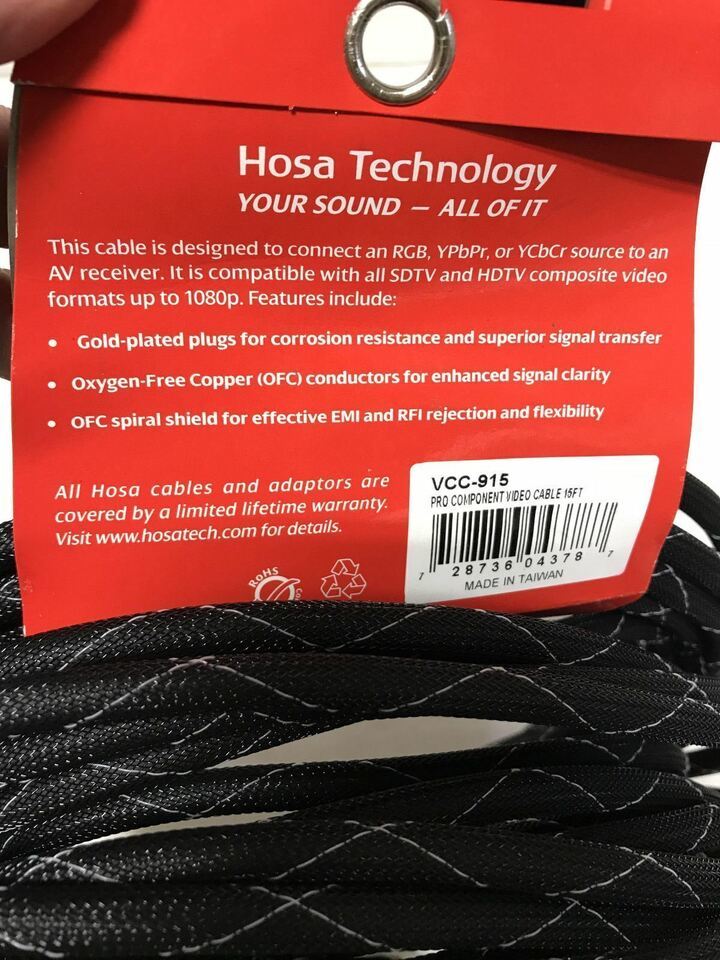 Hosa Technology
YOUR SOUND — ALL OF IT
This cable is designed to connect an RGB, YPbPr, or YCbCr source to an
AV receiver. It is compatible with all SDTV and HDTV composite video
formats up to 1080p. Features include:
• Gold-plated plugs for corrosion resistance and superior signal transfer
• Oxygen-Free Copper (OFC) conductors for enhanced signal clarity
• OFC spiral shield for effective EMI and RFI rejection and flexibility
All Hosa cables and adaptors are
covered by a limited lifetime warranty.
Visit www.hosatech.com for details.
RoHS
VCC-915
PRO COMPONENT VIDEO CABLE 15FT
7 28736 04378 7
MADE IN TAIWAN